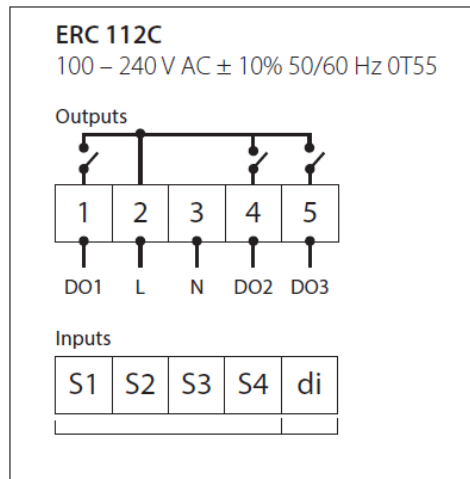 ERC 112C
100 – 240 V AC ± 10% 50/60 Hz 0T55
Outputs
1 2 3 4 5
DO1 L N DO2 DO3
Inputs
S1 S2 S3 S4 di